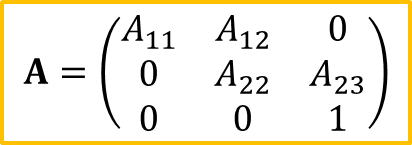 A₁₁ A₁₂ 0
A = ( 0 A₂₂ A₂₃ )
0 0 1